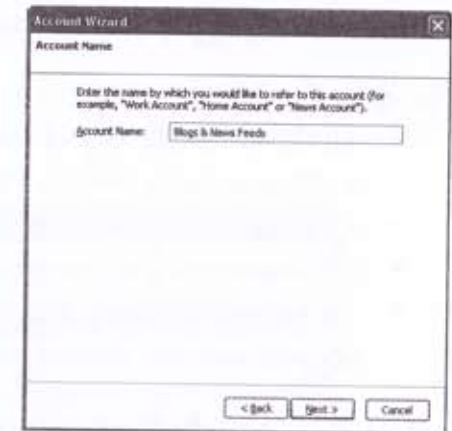 Account Wizard
Account Name
Enter the name by which you would like to refer to this account (for
example, "Work Account", "Home Account" or "News Account").
Account Name: Blogs & News Feeds
< Back Next > Cancel